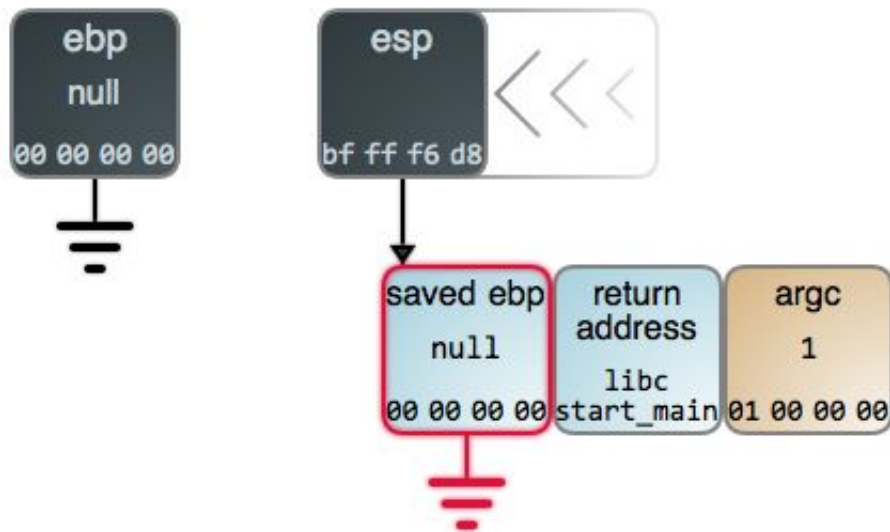 ebp
null
00 00 00 00
esp
bf ff f6 d8
saved ebp
null
00 00 00 00
return
address
libc
start_main
argc
1
01 00 00 00